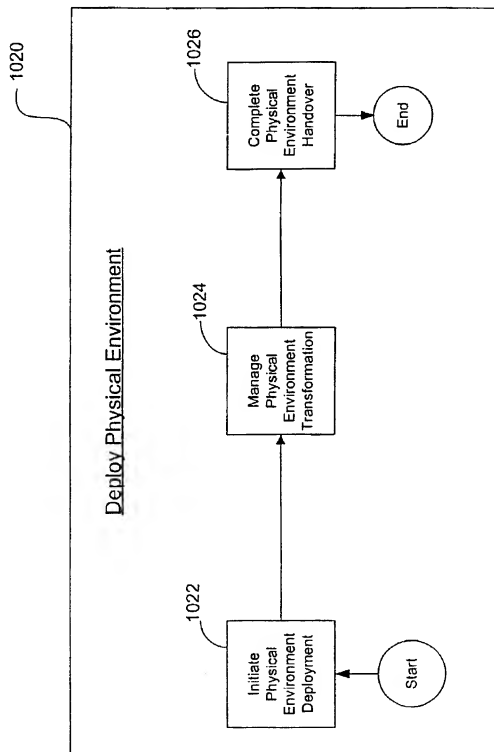 1020
Deploy Physical Environment
1022
Initiate
Physical
Environment
Deployment
1024
Manage
Physical
Environment
Transformation
1026
Complete
Physical
Environment
Handover
Start
End